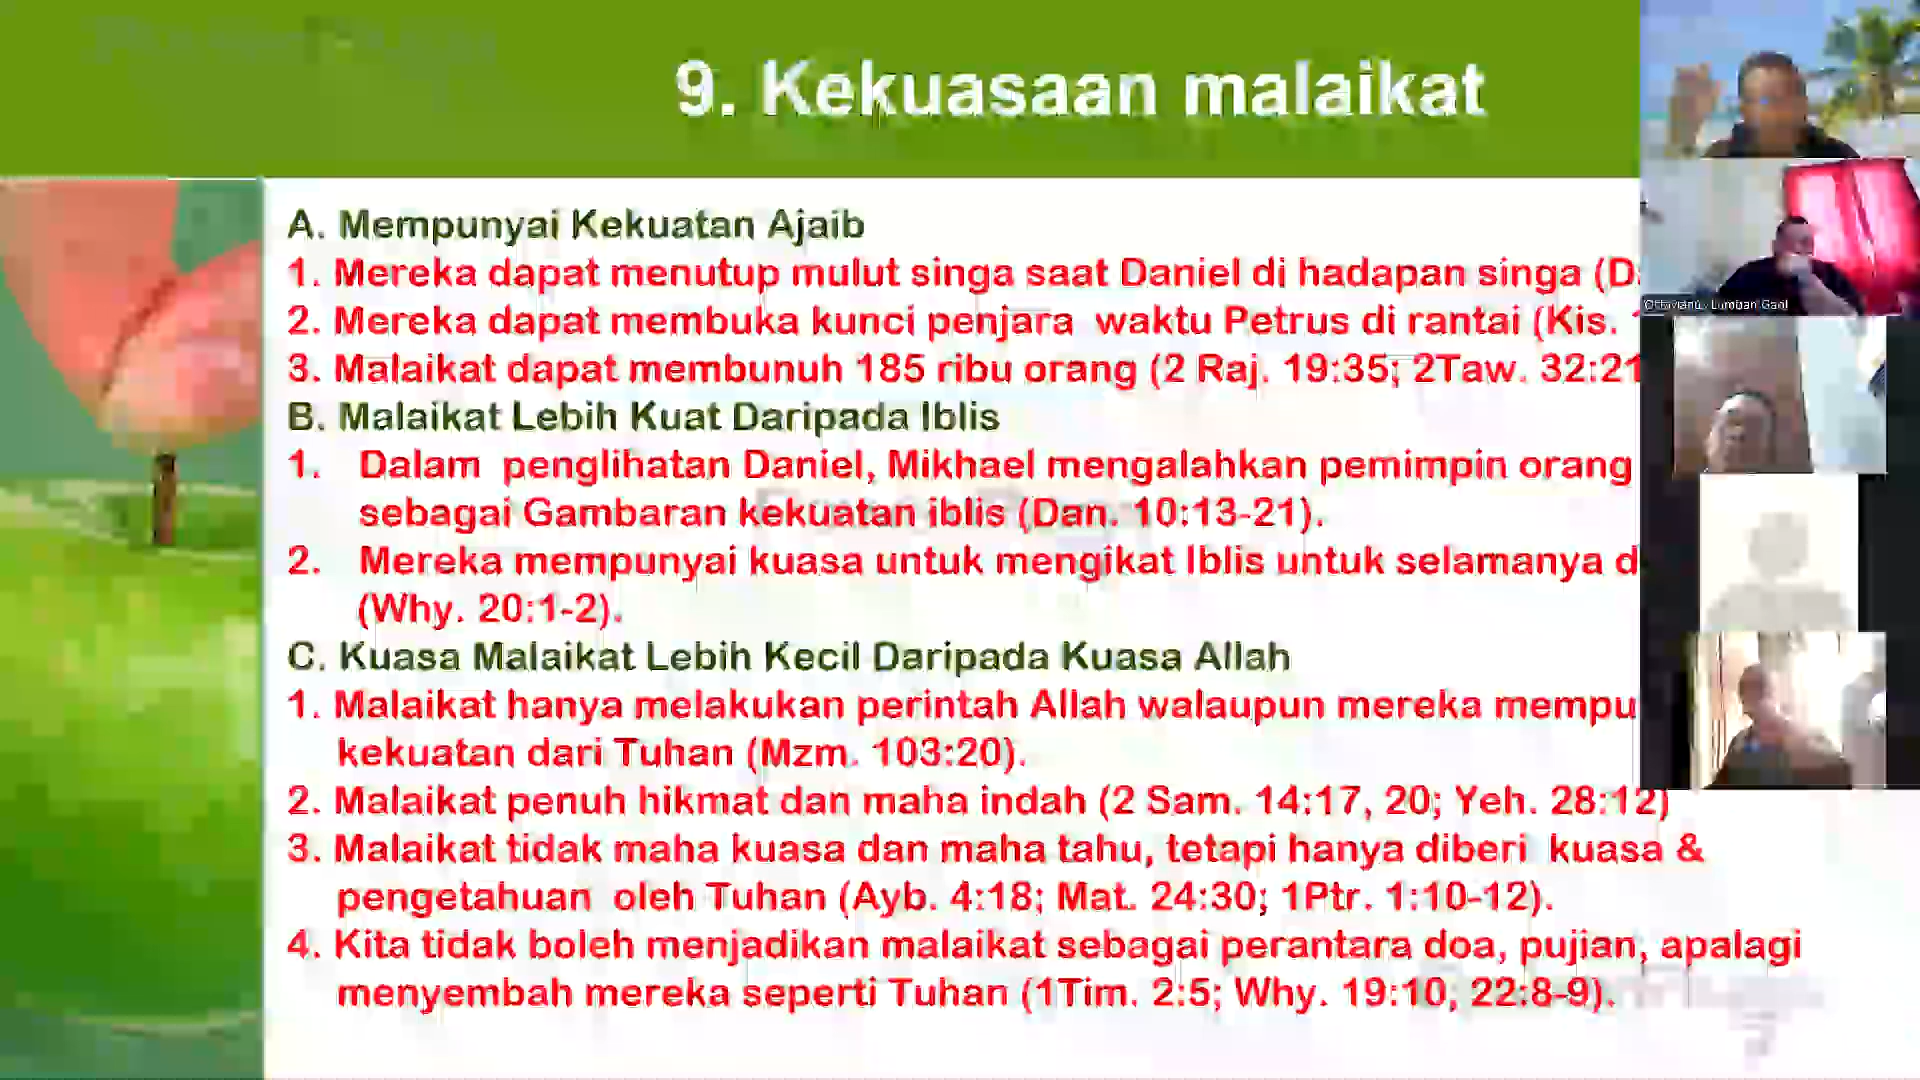 9. Kekuasaan malaikat
A. Mempunyai Kekuatan Ajaib
1. Mereka dapat menutup mulut singa saat Daniel di hadapan singa (D
2. Mereka dapat membuka kunci penjara waktu Petrus di rantai (Kis.
3. Malaikat dapat membunuh 185 ribu orang (2 Raj. 19:35; 2Taw. 32:21
B. Malaikat Lebih Kuat Daripada Iblis
1. Dalam penglihatan Daniel, Mikhael mengalahkan pemimpin orang
sebagai Gambaran kekuatan iblis (Dan. 10:13-21).
2. Mereka mempunyai kuasa untuk mengikat Iblis untuk selamanya d
(Why. 20:1-2).
C. Kuasa Malaikat Lebih Kecil Daripada Kuasa Allah
1. Malaikat hanya melakukan perintah Allah walaupun mereka mempu
kekuatan dari Tuhan (Mzm. 103:20).
2. Malaikat penuh hikmat dan maha indah (2 Sam. 14:17, 20; Yeh. 28:12)
3. Malaikat tidak maha kuasa dan maha tahu, tetapi hanya diberi kuasa &
pengetahuan oleh Tuhan (Ayb. 4:18; Mat. 24:30; 1Ptr. 1:10-12).
4. Kita tidak boleh menjadikan malaikat sebagai perantara doa, pujian, apalagi
menyembah mereka seperti Tuhan (1Tim. 2:5; Why. 19:10; 22:8-9).